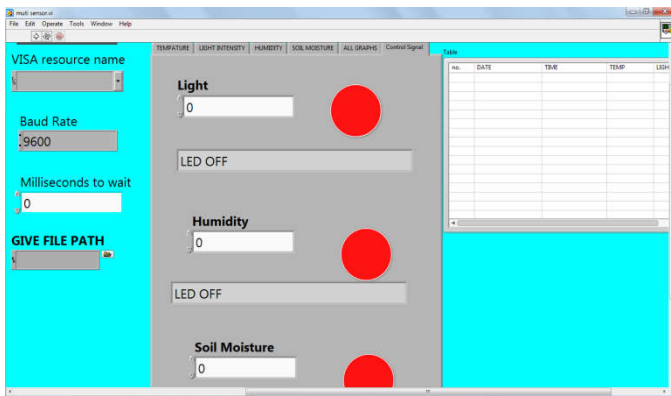 muti sensor.vi
File Edit Operate Tools Window Help
VISA resource name
Baud Rate
9600
Milliseconds to wait
0
GIVE FILE PATH
TEMPATURE LIGHT INTENSITY HUMIDITY SOIL MOISTURE ALL GRAPHS Control Signal
Light
0
LED OFF
Humidity
0
LED OFF
Soil Moisture
0
Table
no. DATE TIME TEMP LIGH